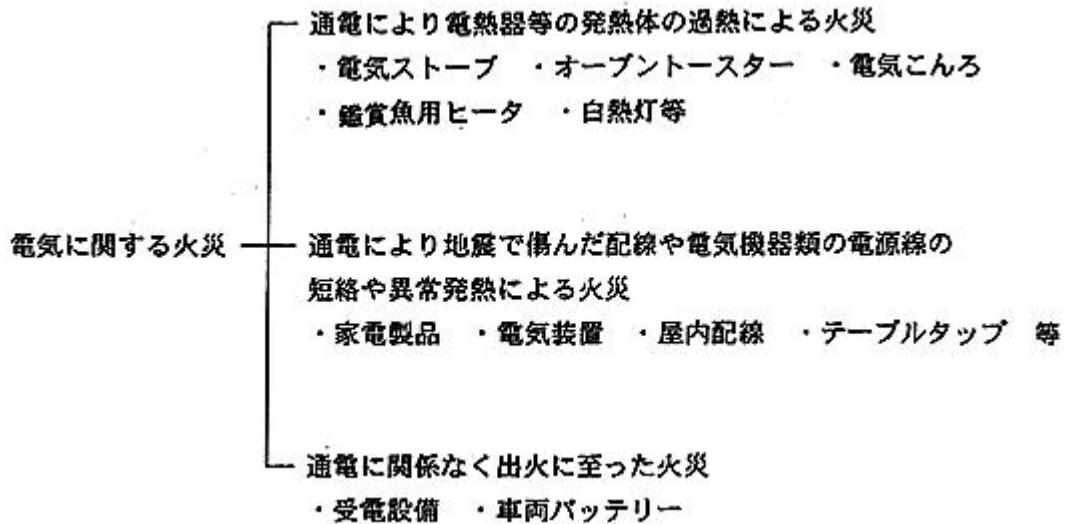 通電により電熱器等の発熱体の過熱による火災
・電気ストーブ ・オーブントースター ・電気こんろ
・鑑賞魚用ヒータ ・白熱灯等
電気に関する火災
通電により地震で傷んだ配線や電気機器類の電源線の
短絡や異常発熱による火災
・家電製品 ・電気装置 ・屋内配線 ・テーブルタップ 等
通電に関係なく出火に至った火災
・受電設備 ・車両バッテリー